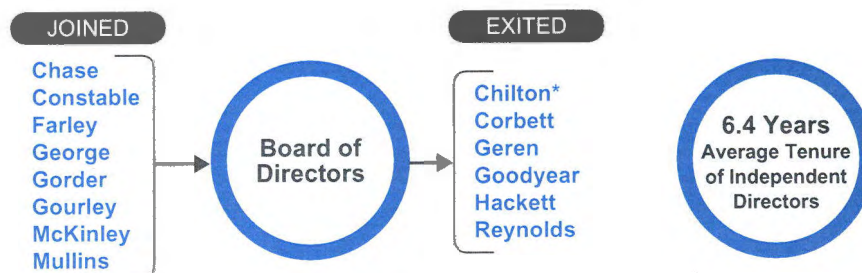 JOINED
Chase
Constable
Farley
George
Gorder
Gourley
McKinley
Mullins
Board of
Directors
EXITED
Chilton*
Corbett
Geren
Goodyear
Hackett
Reynolds
6.4 Years
Average Tenure
of Independent
Directors